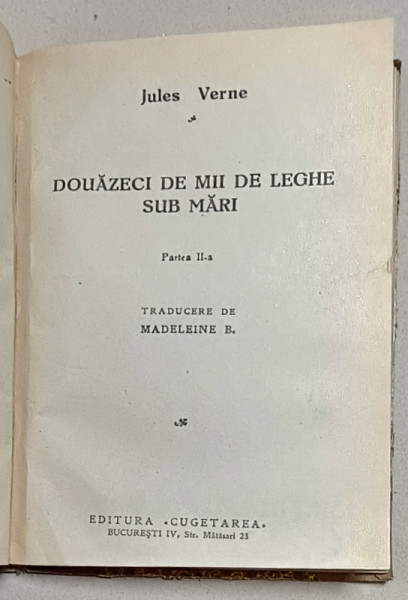 Jules Verne
DOUĂZECI DE MII DE LEGHE
SUB MĂRI
Partea II-a
TRADUCERE DE
MADELEINE B.
EDITURA «CUGETAREA»
BUCUREȘTI IV, Str. Mătăsari 23